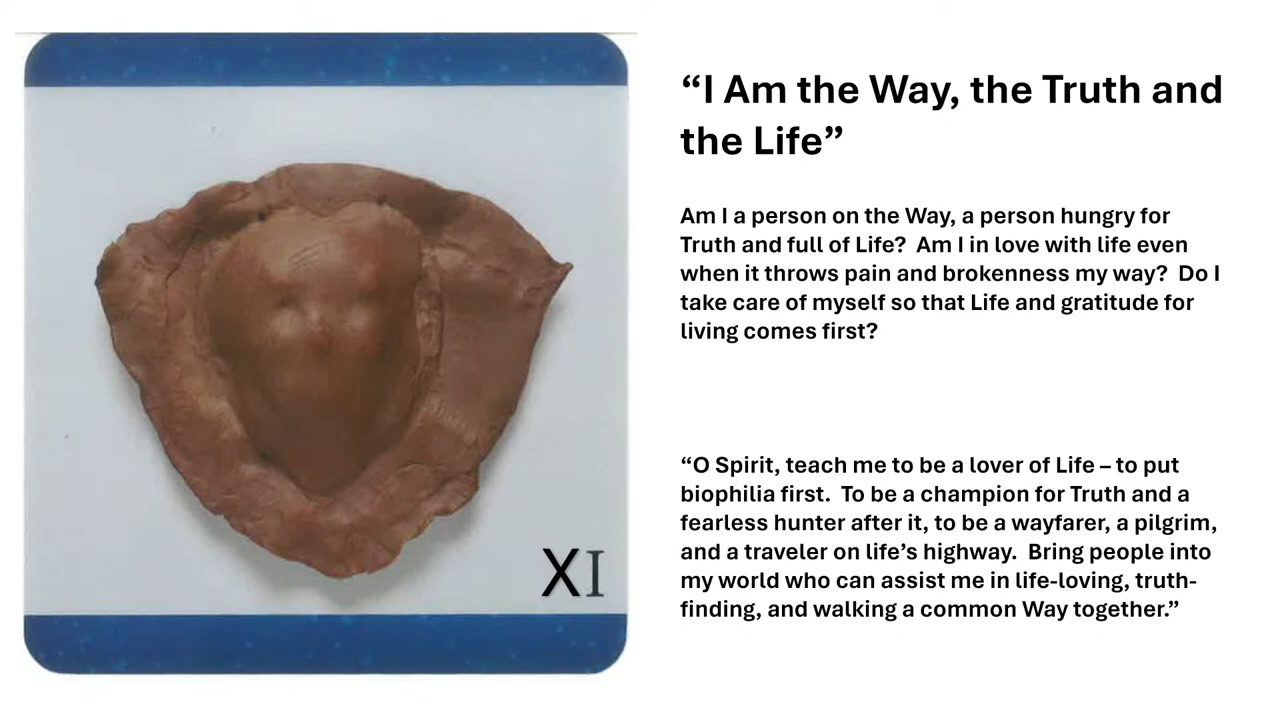 “I Am the Way, the Truth and
the Life”
Am I a person on the Way, a person hungry for
Truth and full of Life?  Am I in love with life even
when it throws pain and brokenness my way?  Do I
take care of myself so that Life and gratitude for
living comes first?
“O Spirit, teach me to be a lover of Life – to put
biophilia first.  To be a champion for Truth and a
fearless hunter after it, to be a wayfarer, a pilgrim,
and a traveler on life’s highway.  Bring people into
my world who can assist me in life-loving, truth-
finding, and walking a common Way together.”
XI